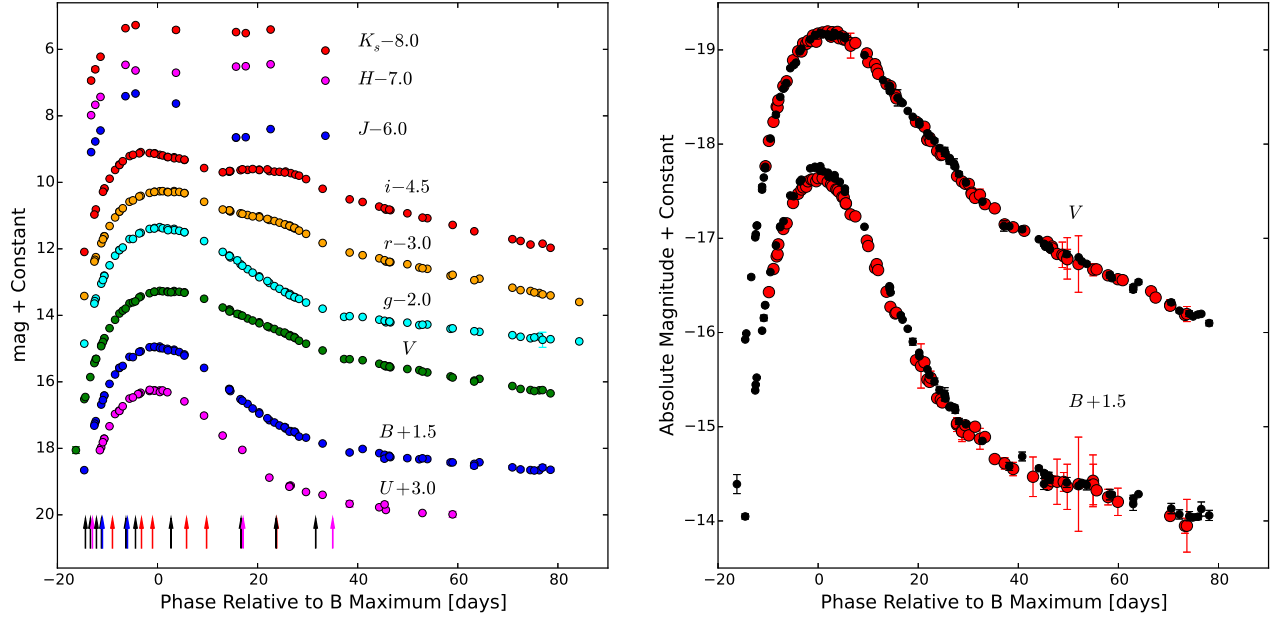 6
8
10
12
14
16
18
20
mag + Constant
K_s−8.0
H−7.0
J−6.0
i−4.5
r−3.0
g−2.0
V
B+1.5
U+3.0
−20
0
20
40
60
80
Phase Relative to B Maximum [days]
−19
−18
−17
−16
−15
−14
Absolute Magnitude + Constant
V
B+1.5
−20
0
20
40
60
80
Phase Relative to B Maximum [days]